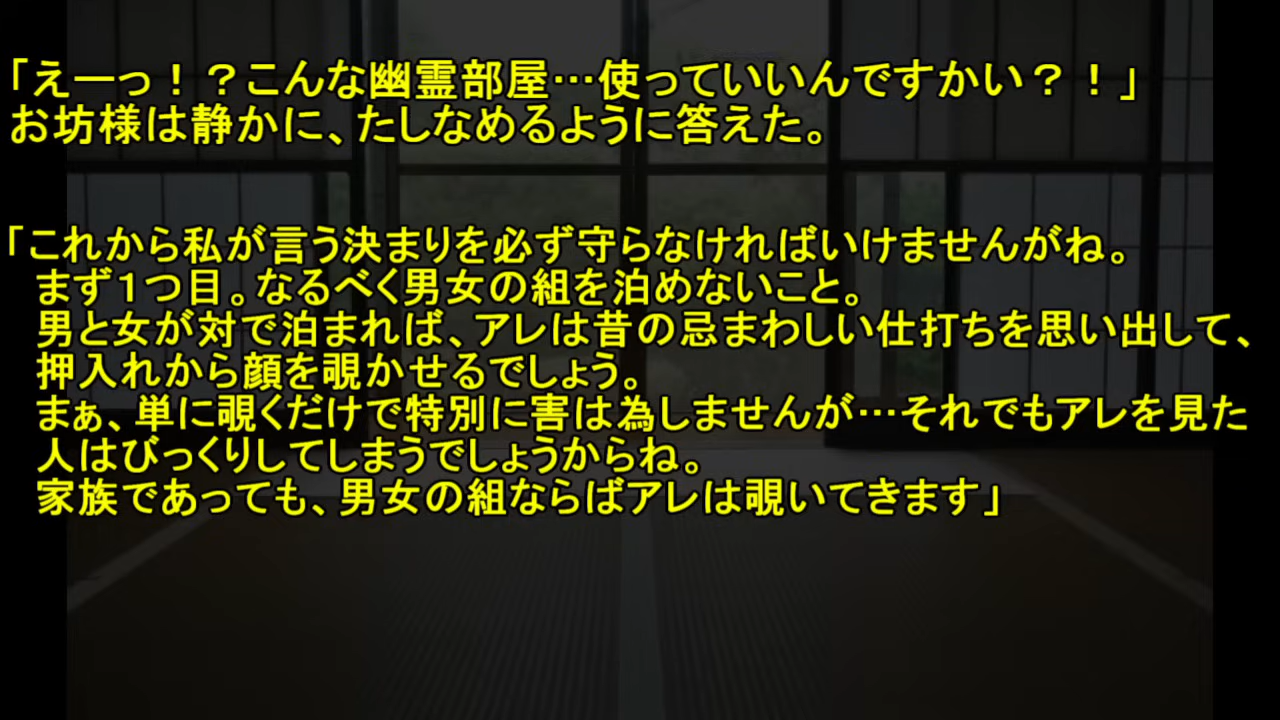 「えーっ！？こんな幽霊部屋…使っていいんですかい？！」
お坊様は静かに、たしなめるように答えた。
「これから私が言う決まりを必ず守らなければいけませんがね。
まず１つ目。なるべく男女の組を泊めないこと。
男と女が対で泊まれば、アレは昔の忌まわしい仕打ちを思い出して、
押入れから顔を覗かせるでしょう。
まぁ、単に覗くだけで特別に害は為しませんが…それでもアレを見た
人はびっくりしてしまうでしょうからね。
家族であっても、男女の組ならばアレは覗いてきます」